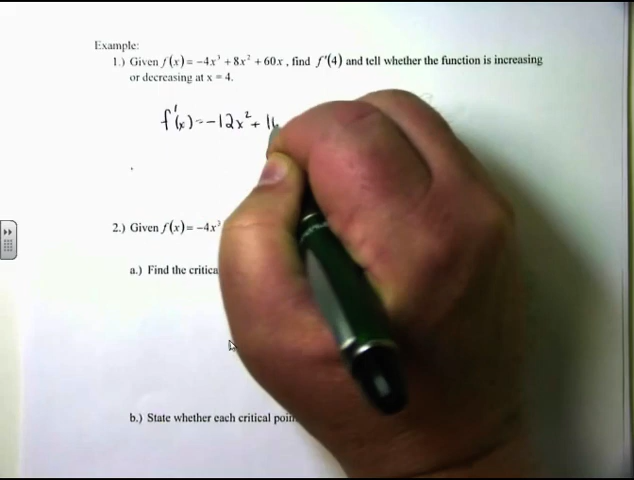 Example:
1.) Given f(x) = -4x³ + 8x² + 60x , find f'(4) and tell whether the function is increasing
or decreasing at x = 4.
f'(x) = -12x² + 16
2.) Given f(x) = -4x³
a.) Find the critica
b.) State whether each critical poin